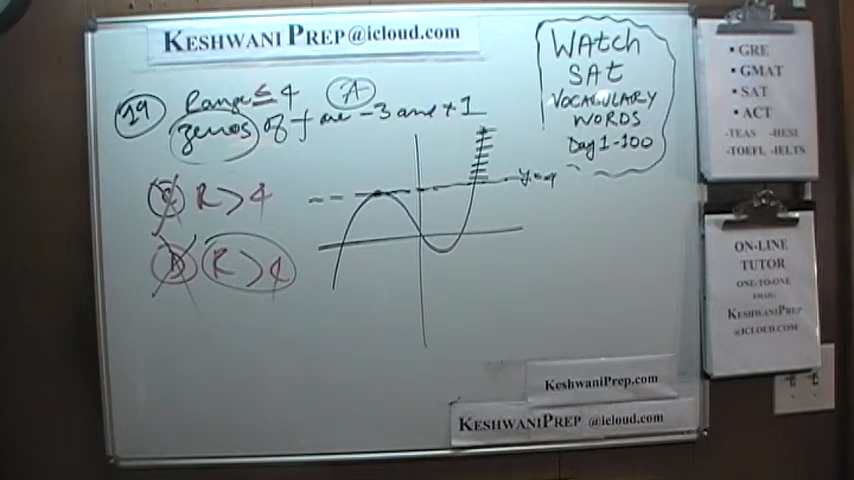 KESHWANI PREP@icloud.com
19 Range ≤ 4 A
zeros of f are -3 and +1
C R > 4
D R > 4
WAtch
SAt
VOCABULARY
WORDS
Day 1-100
• GRE
• GMAT
• SAT
• ACT
-TEAS -HESI
-TOEFL -IELTS
ON-LINE
TUTOR
ONE-TO-ONE
EMAIL:
KESHWANIPREP
@ICLOUD.COM
KeshwaniPrep.com
KESHWANIPREP @icloud.com